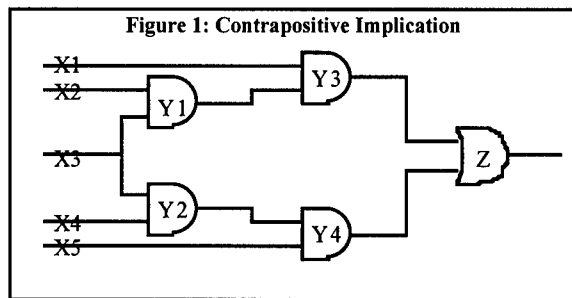 Figure 1: Contrapositive Implication
X1
X2
Y1
Y3
X3
Z
X4
Y2
X5
Y4